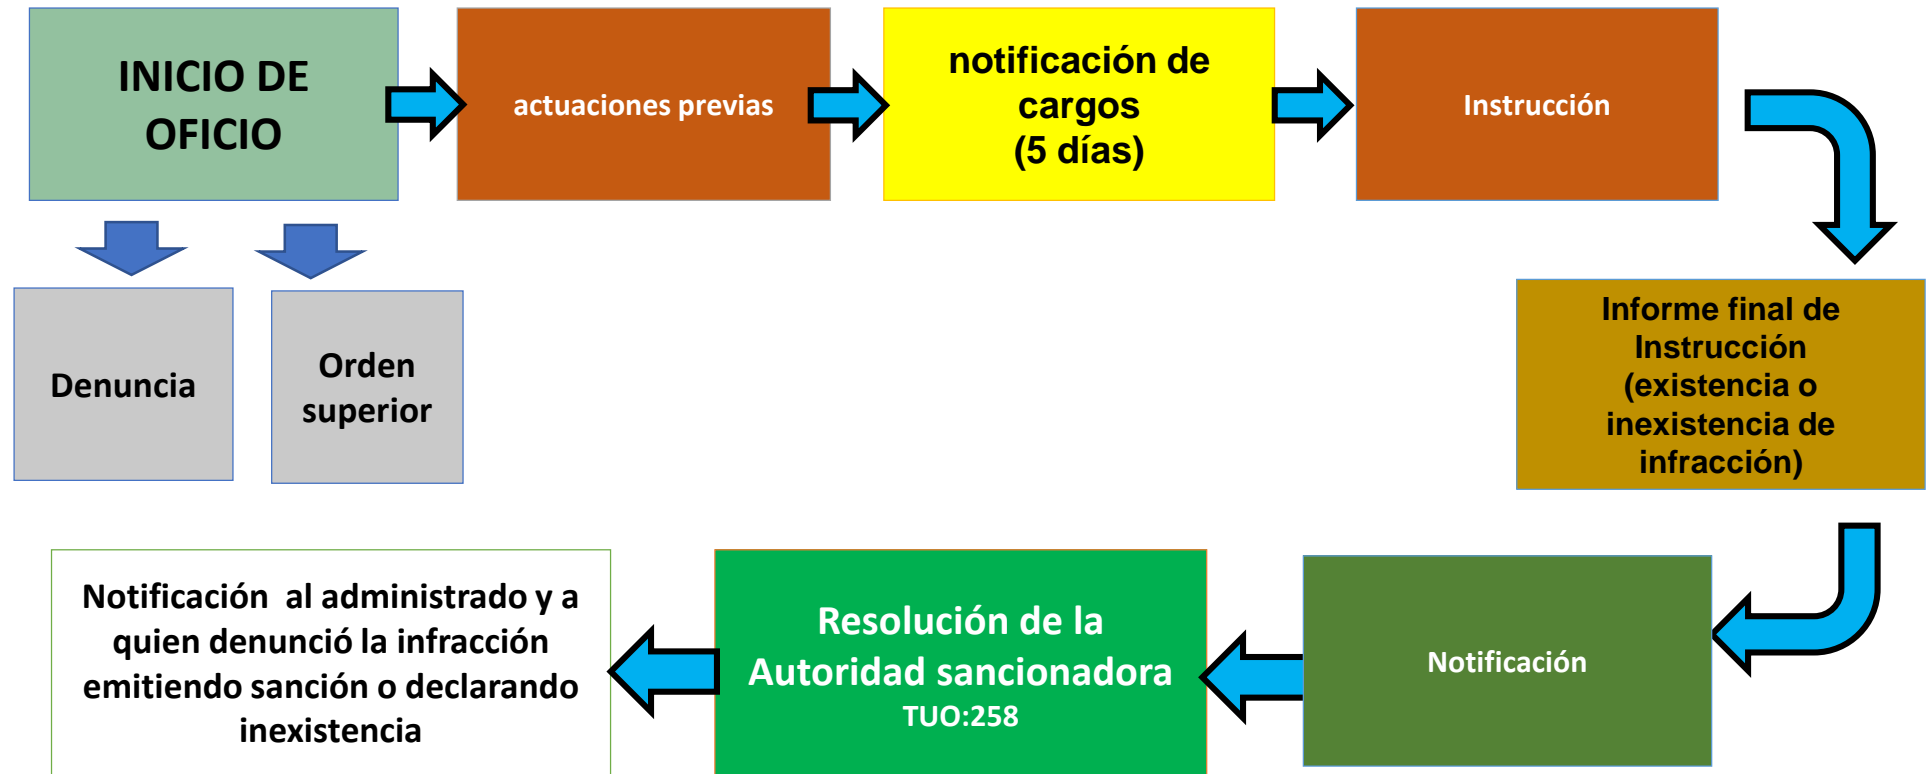 INICIO DE
OFICIO
actuaciones previas
notificación de
cargos
(5 días)
Instrucción
Denuncia
Orden
superior
Informe final de
Instrucción
(existencia o
inexistencia de
infracción)
Notificación
Resolución de la
Autoridad sancionadora
TUO:258
Notificación al administrado y a
quien denunció la infracción
emitiendo sanción o declarando
inexistencia